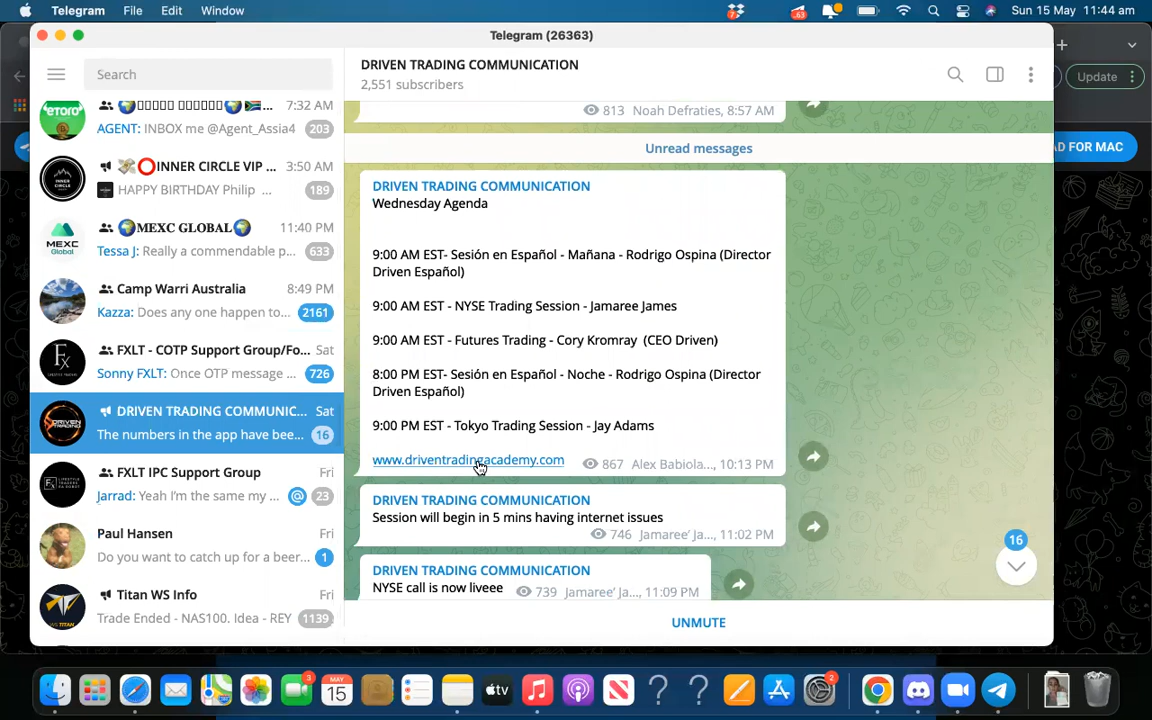 Telegram File Edit Window
Sun 15 May 11:44 am
Telegram (26363)
Search
7:32 AM
AGENT: INBOX me @Agent_Assia4 203
INNER CIRCLE VIP ... 3:50 AM
HAPPY BIRTHDAY Philip ... 189
MEXC GLOBAL 11:40 PM
Tessa J: Really a commendable p... 633
Camp Warri Australia 8:49 PM
Kazza: Does any one happen to... 2161
FXLT - COTP Support Group/Fo... Sat
Sonny FXLT: Once OTP message ... 726
DRIVEN TRADING COMMUNIC... Sat
The numbers in the app have bee... 16
FXLT IPC Support Group Fri
Jarrad: Yeah I'm the same my ... @ 23
Paul Hansen Fri
Do you want to catch up for a beer... 1
Titan WS Info Fri
Trade Ended - NAS100. Idea - REY 1139
DRIVEN TRADING COMMUNICATION
2,551 subscribers
813 Noah Defraties, 8:57 AM
Unread messages
DRIVEN TRADING COMMUNICATION
Wednesday Agenda
9:00 AM EST- Sesión en Español - Mañana - Rodrigo Ospina (Director
Driven Español)
9:00 AM EST - NYSE Trading Session - Jamaree James
9:00 AM EST - Futures Trading - Cory Kromray (CEO Driven)
8:00 PM EST- Sesión en Español - Noche - Rodrigo Ospina (Director
Driven Español)
9:00 PM EST - Tokyo Trading Session - Jay Adams
www.driventradingacademy.com 867 Alex Babiola..., 10:13 PM
DRIVEN TRADING COMMUNICATION
Session will begin in 5 mins having internet issues
746 Jamaree' Ja..., 11:02 PM
DRIVEN TRADING COMMUNICATION
NYSE call is now liveee 739 Jamaree' Ja..., 11:09 PM
16
UNMUTE
Update
AD FOR MAC